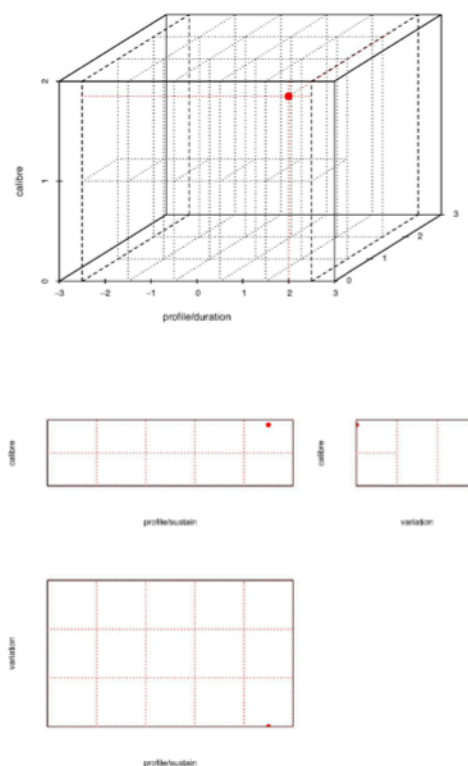 2
calibre
1
0
3
2
1
0
-3 -2 -1 0 1 2 3
profile/duration
calibre
calibre
profile/sustain
variation
variation
profile/sustain